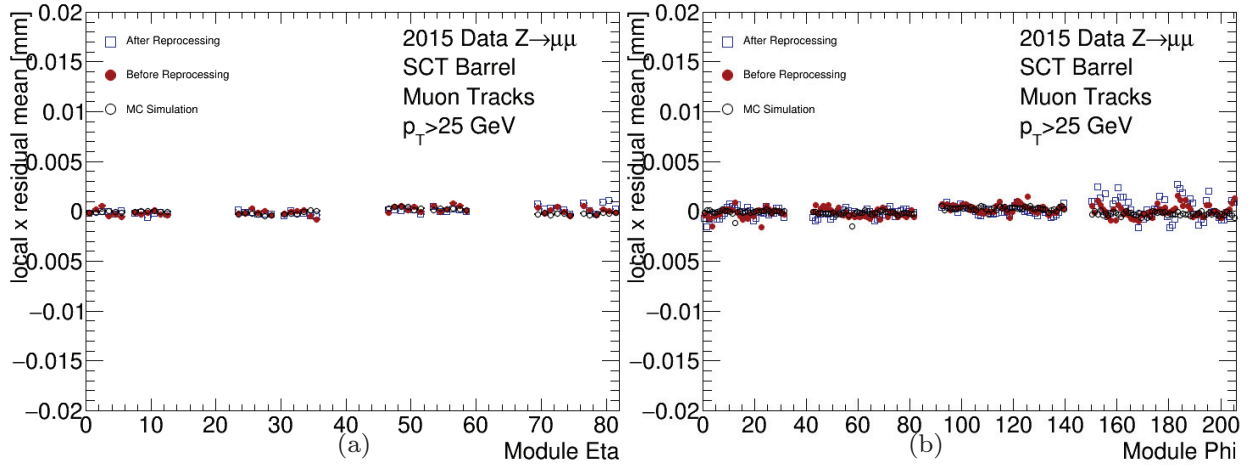 local x residual mean [mm]
0.02
0.015
0.01
0.005
0
−0.005
−0.01
−0.015
−0.02
After Reprocessing
Before Reprocessing
MC Simulation
2015 Data Z→μμ
SCT Barrel
Muon Tracks
p_T>25 GeV
0 10 20 30 40 50 60 70 80
Module Eta
(a)
local x residual mean [mm]
0.02
0.015
0.01
0.005
0
−0.005
−0.01
−0.015
−0.02
After Reprocessing
Before Reprocessing
MC Simulation
2015 Data Z→μμ
SCT Barrel
Muon Tracks
p_T>25 GeV
0 20 40 60 80 100 120 140 160 180 200
Module Phi
(b)